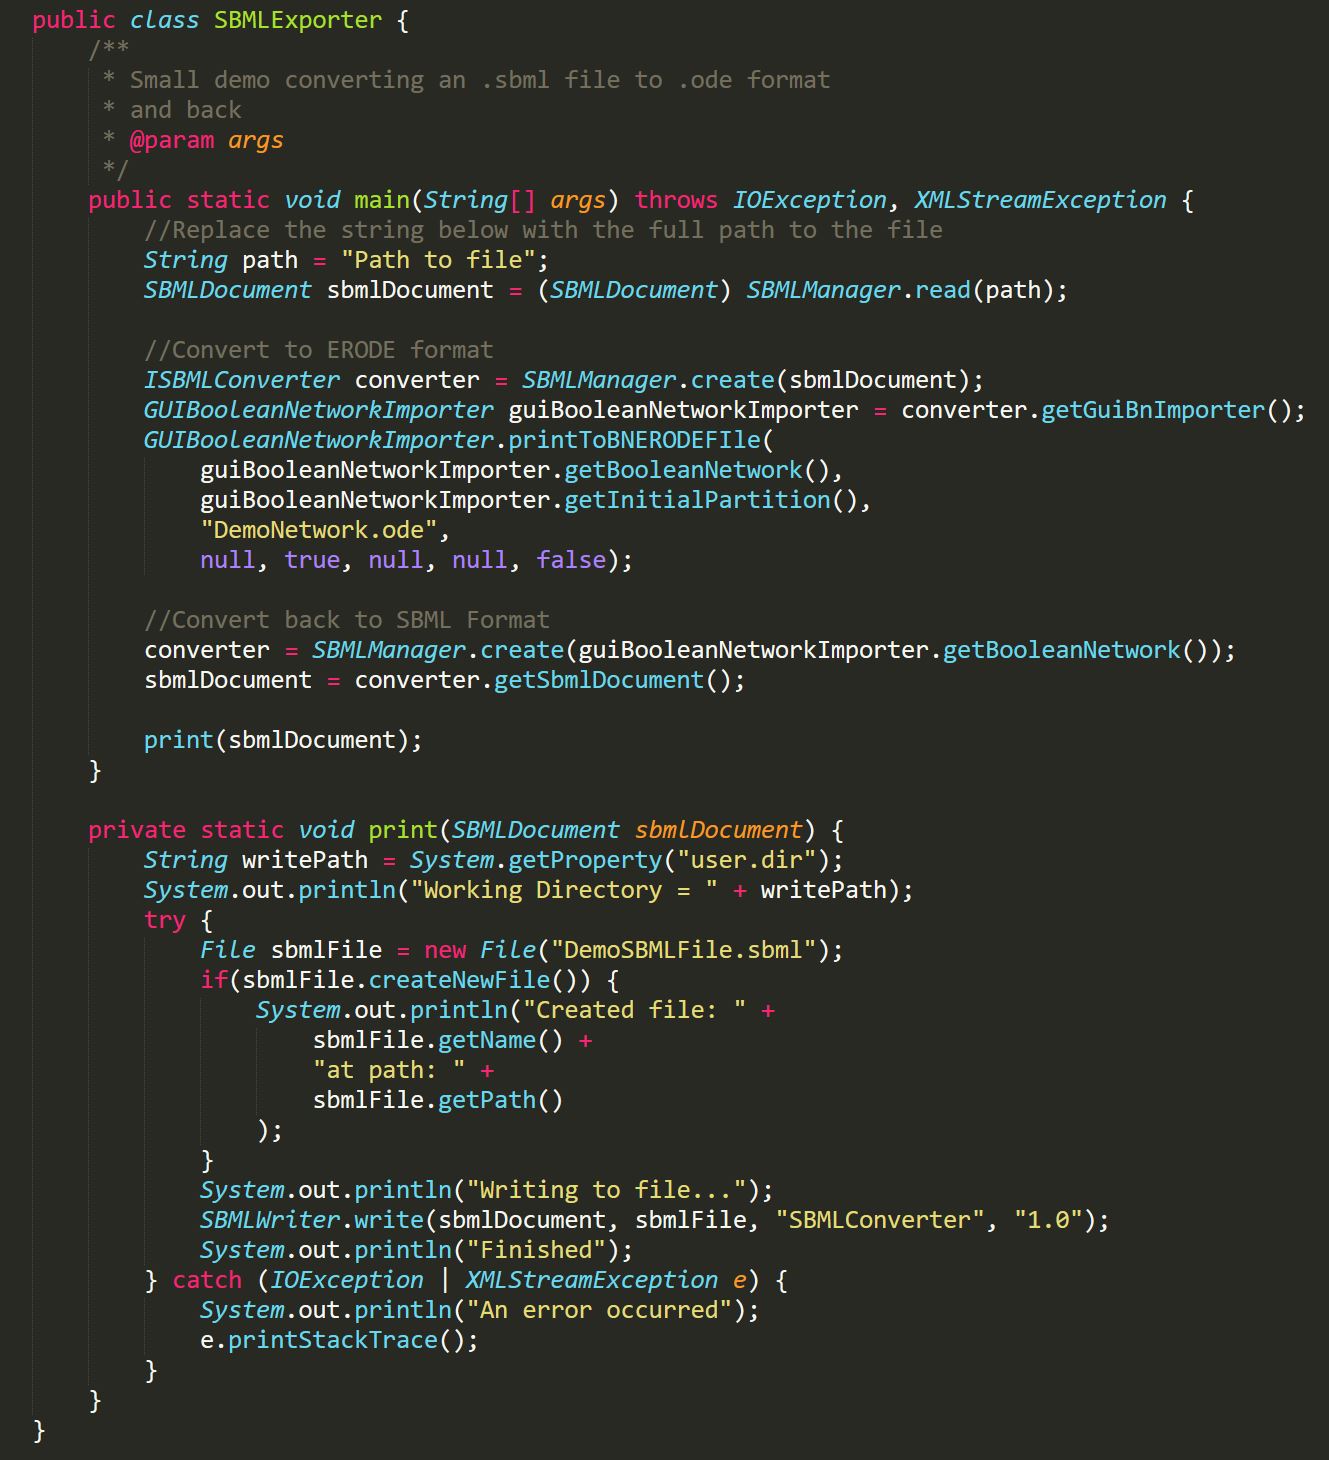 public class SBMLExporter {
    /**
     * Small demo converting an .sbml file to .ode format
     * and back
     * @param args
     */
    public static void main(String[] args) throws IOException, XMLStreamException {
        //Replace the string below with the full path to the file
        String path = "Path to file";
        SBMLDocument sbmlDocument = (SBMLDocument) SBMLManager.read(path);

        //Convert to ERODE format
        ISBMLConverter converter = SBMLManager.create(sbmlDocument);
        GUIBooleanNetworkImporter guiBooleanNetworkImporter = converter.getGuiBnImporter();
        GUIBooleanNetworkImporter.printToBNERODEFIle(
            guiBooleanNetworkImporter.getBooleanNetwork(),
            guiBooleanNetworkImporter.getInitialPartition(),
            "DemoNetwork.ode",
            null, true, null, null, false);

        //Convert back to SBML Format
        converter = SBMLManager.create(guiBooleanNetworkImporter.getBooleanNetwork());
        sbmlDocument = converter.getSbmlDocument();

        print(sbmlDocument);
    }

    private static void print(SBMLDocument sbmlDocument) {
        String writePath = System.getProperty("user.dir");
        System.out.println("Working Directory = " + writePath);
        try {
            File sbmlFile = new File("DemoSBMLFile.sbml");
            if(sbmlFile.createNewFile()) {
                System.out.println("Created file: " +
                    sbmlFile.getName() +
                    "at path: " +
                    sbmlFile.getPath()
                );
            }
            System.out.println("Writing to file...");
            SBMLWriter.write(sbmlDocument, sbmlFile, "SBMLConverter", "1.0");
            System.out.println("Finished");
        } catch (IOException | XMLStreamException e) {
            System.out.println("An error occurred");
            e.printStackTrace();
        }
    }
}